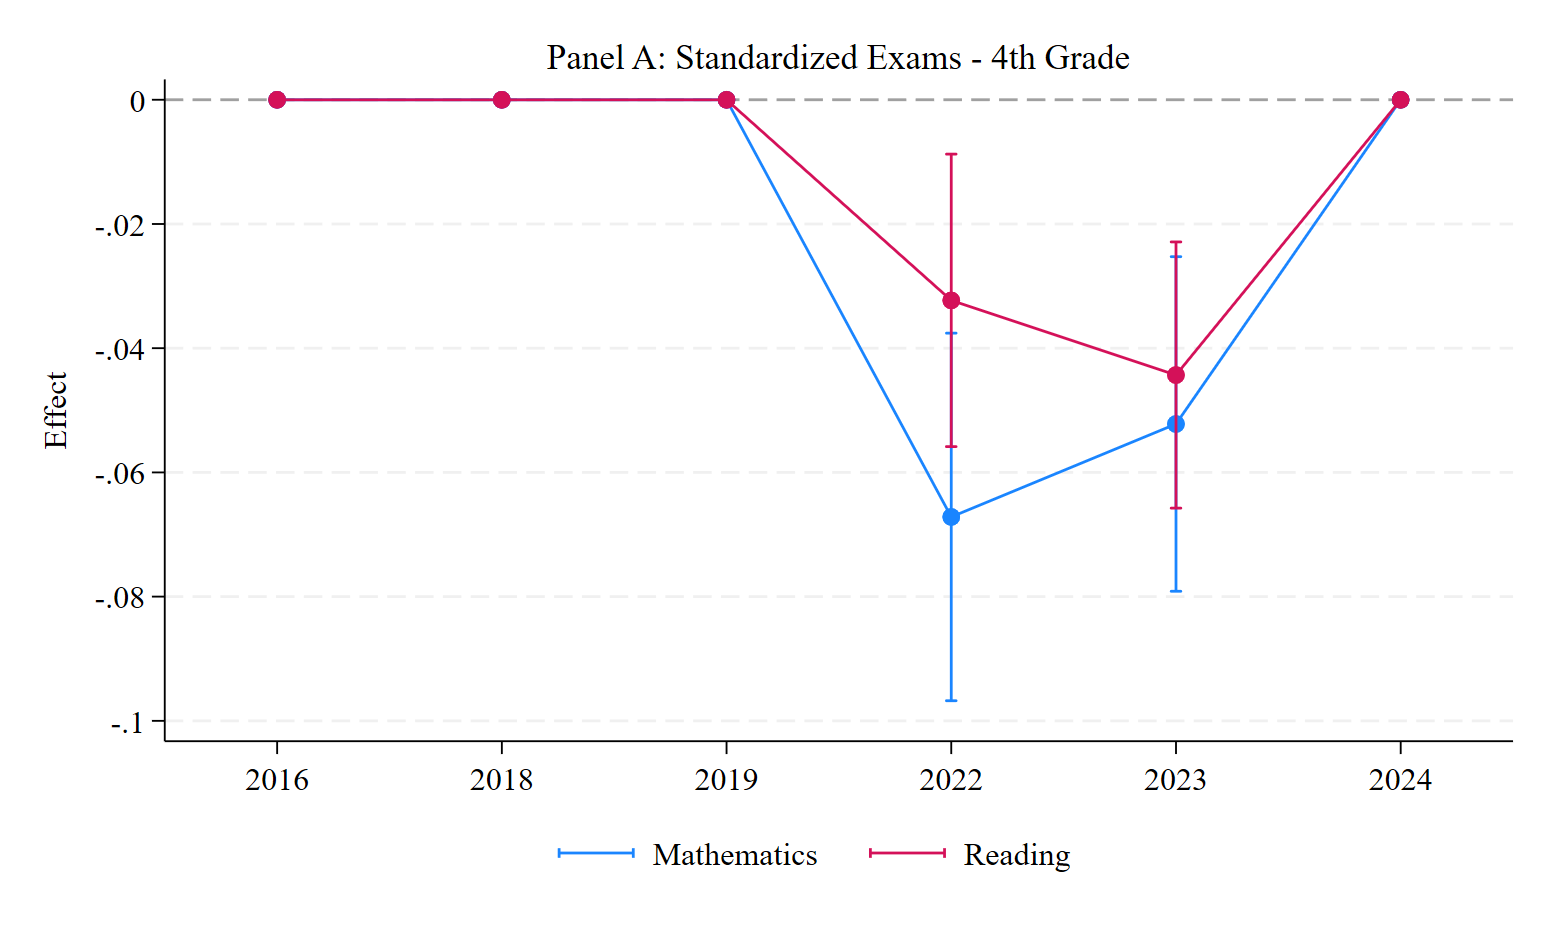 Panel A: Standardized Exams - 4th Grade
0
-.02
-.04
-.06
-.08
-.1
Effect
2016 2018 2019 2022 2023 2024
Mathematics Reading